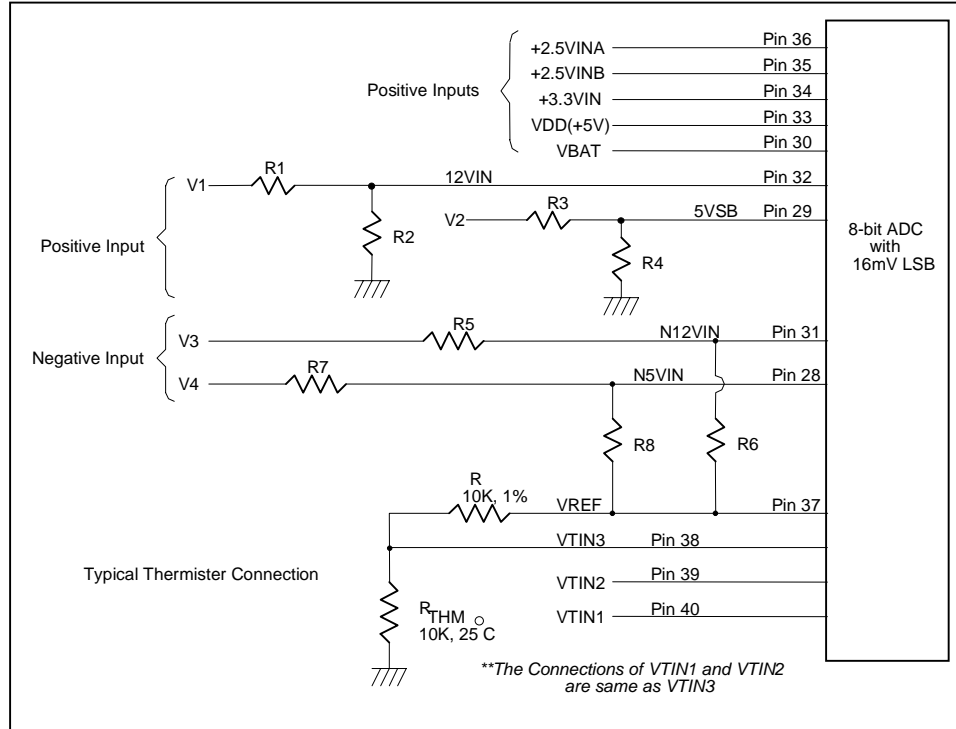 Positive Inputs
+2.5VINA Pin 36
+2.5VINB Pin 35
+3.3VIN Pin 34
VDD(+5V) Pin 33
VBAT Pin 30
R1
V1 12VIN Pin 32
R2
R3
V2 5VSB Pin 29
R4
Positive Input
8-bit ADC
with
16mV LSB
R5
V3 N12VIN Pin 31
Negative Input
R7
V4 N5VIN Pin 28
R8
R6
R
10K, 1%
VREF Pin 37
VTIN3 Pin 38
Typical Thermister Connection
VTIN2 Pin 39
VTIN1 Pin 40
RTHM
10K, 25 °C
**The Connections of VTIN1 and VTIN2
are same as VTIN3